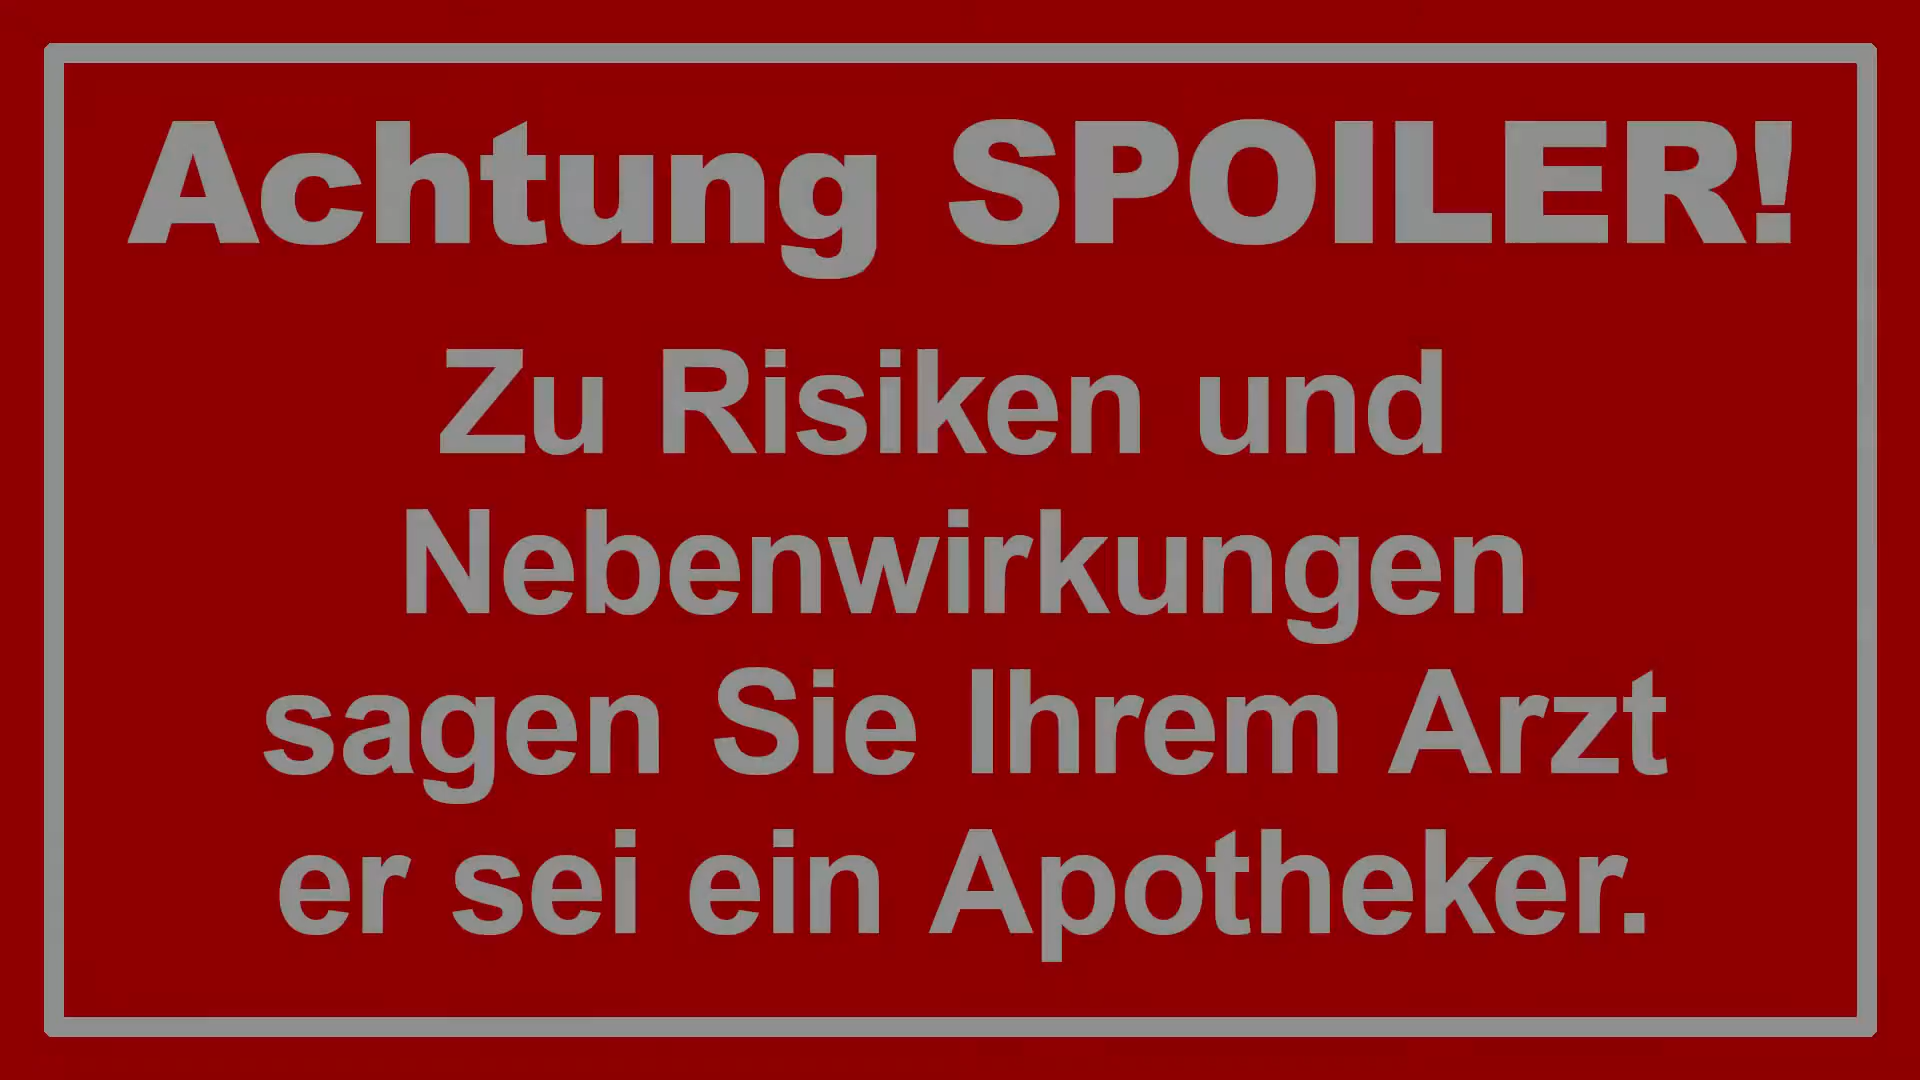 Achtung SPOILER!
Zu Risiken und
Nebenwirkungen
sagen Sie Ihrem Arzt
er sei ein Apotheker.